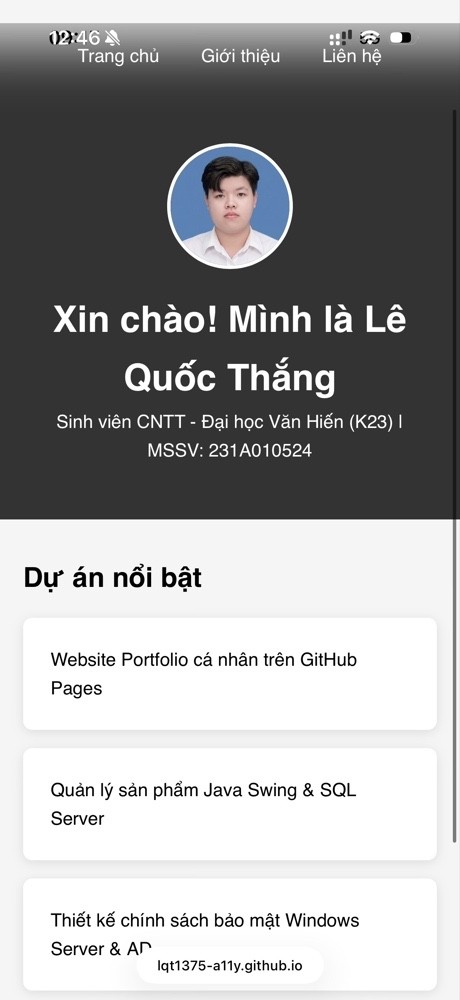 Trang chủ Giới thiệu Liên hệ
Xin chào! Mình là Lê
Quốc Thắng
Sinh viên CNTT - Đại học Văn Hiến (K23) |
MSSV: 231A010524
Dự án nổi bật
Website Portfolio cá nhân trên GitHub
Pages
Quản lý sản phẩm Java Swing & SQL
Server
Thiết kế chính sách bảo mật Windows
Server & AD
lqt1375-a11y.github.io